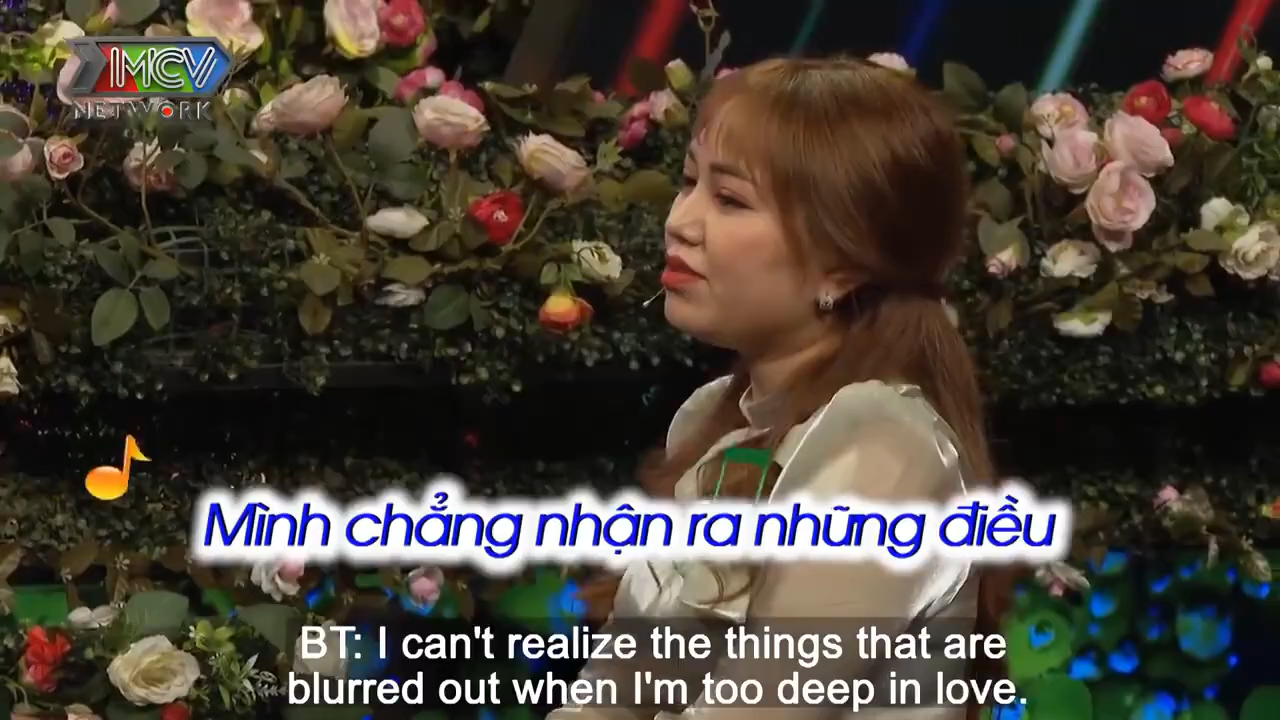 MCV
NETWORK
Mình chẳng nhận ra những điều
BT: I can't realize the things that are
blurred out when I'm too deep in love.